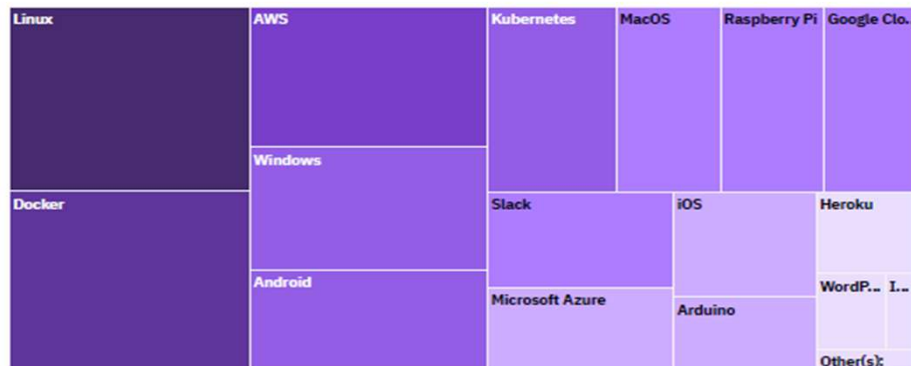 Linux
AWS
Kubernetes
MacOS
Raspberry Pi
Google Clo..
Windows
Docker
Slack
iOS
Heroku
Android
WordP...
I...
Microsoft Azure
Arduino
Other(s):